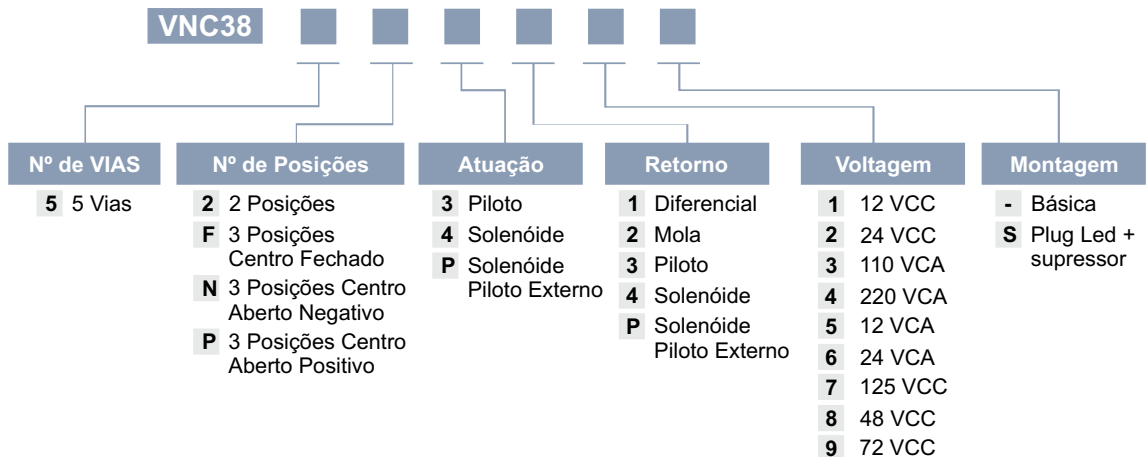 VNC38
Nº de VIAS
5 5 Vias
Nº de Posições
2 2 Posições
F 3 Posições
Centro Fechado
N 3 Posições Centro
Aberto Negativo
P 3 Posições Centro
Aberto Positivo
Atuação
3 Piloto
4 Solenóide
P Solenóide
Piloto Externo
Retorno
1 Diferencial
2 Mola
3 Piloto
4 Solenóide
P Solenóide
Piloto Externo
Voltagem
1 12 VCC
2 24 VCC
3 110 VCA
4 220 VCA
5 12 VCA
6 24 VCA
7 125 VCC
8 48 VCC
9 72 VCC
Montagem
- Básica
S Plug Led +
supressor